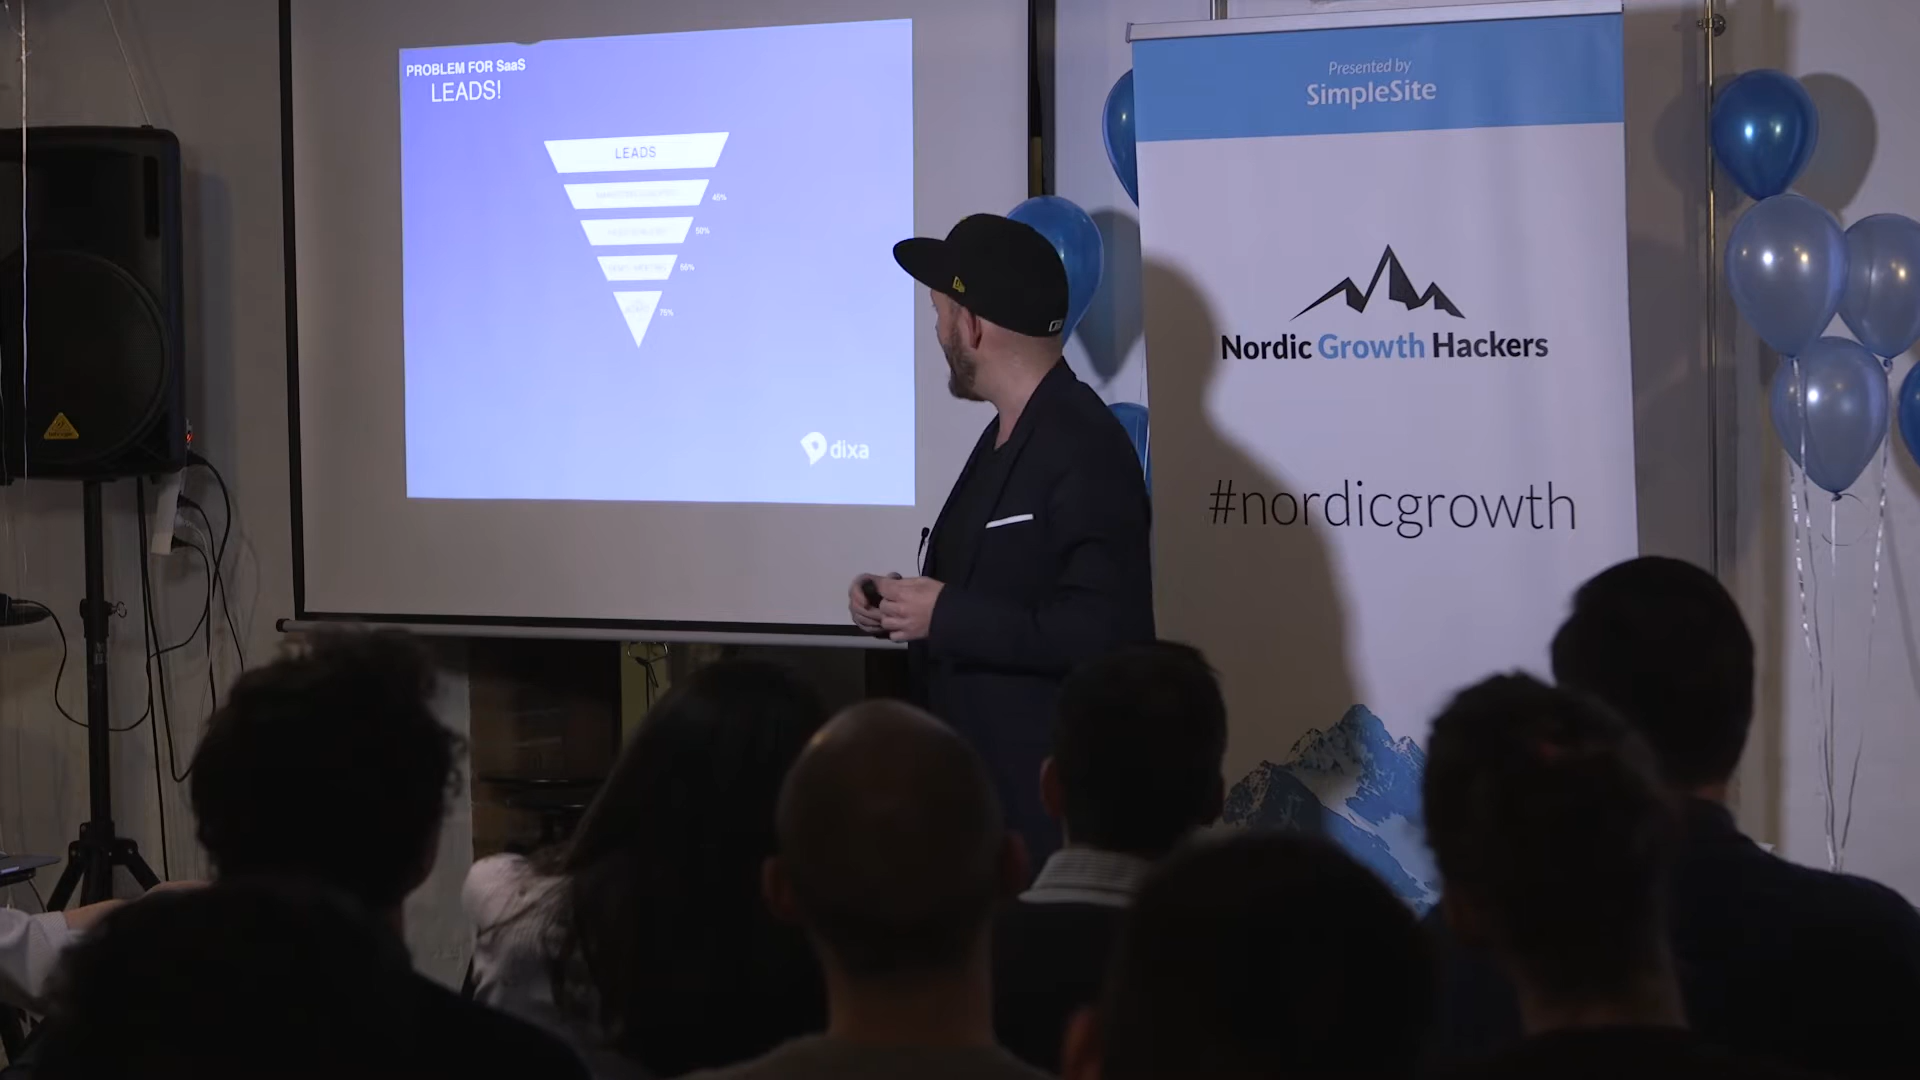 PROBLEM FOR SaaS
LEADS!
LEADS
45%
50%
56%
75%
dixa
Presented by
SimpleSite
Nordic Growth Hackers
#nordicgrowth